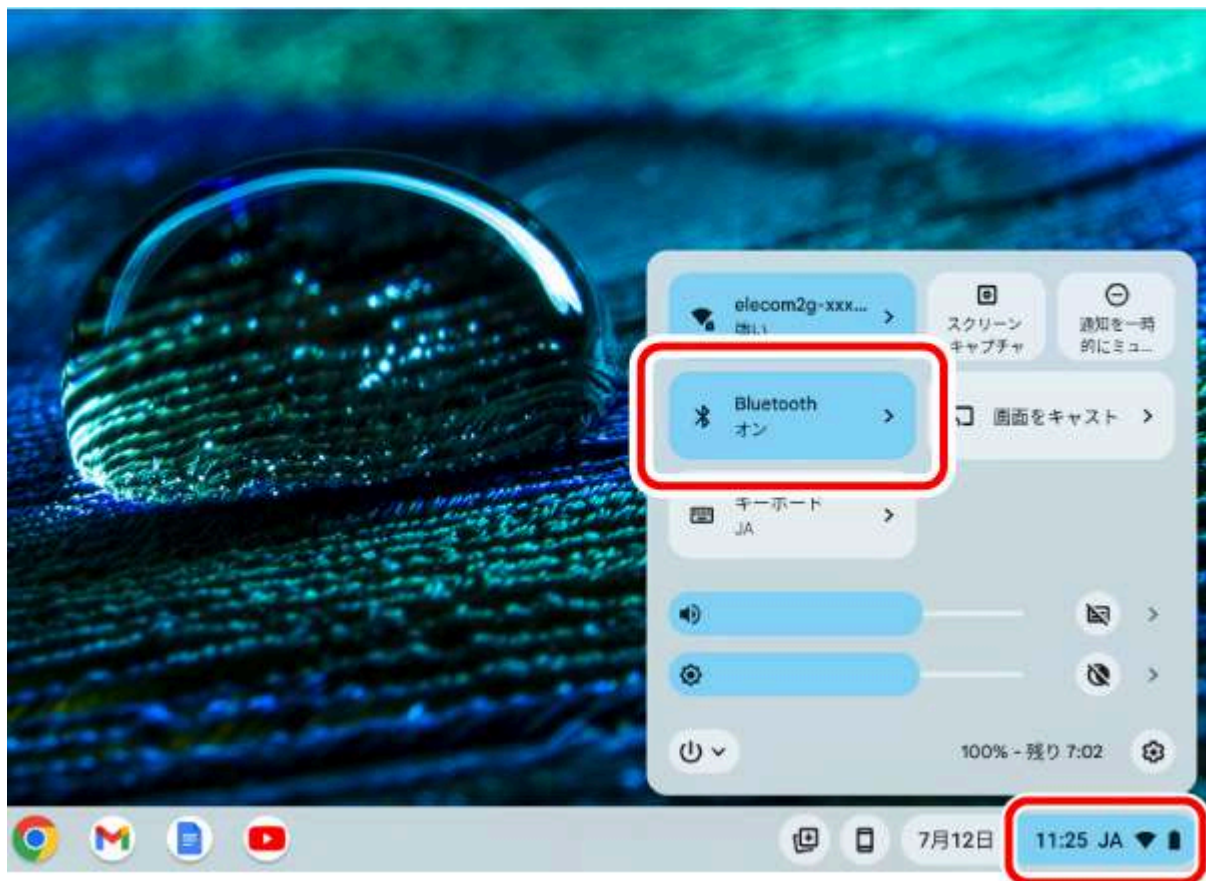 elecom2g-xxx...
強い
スクリーン
キャプチャ
通知を一時
的にミュ...
Bluetooth
オン
画面をキャスト
キーボード
JA
100% - 残り 7:02
7月12日
11:25 JA